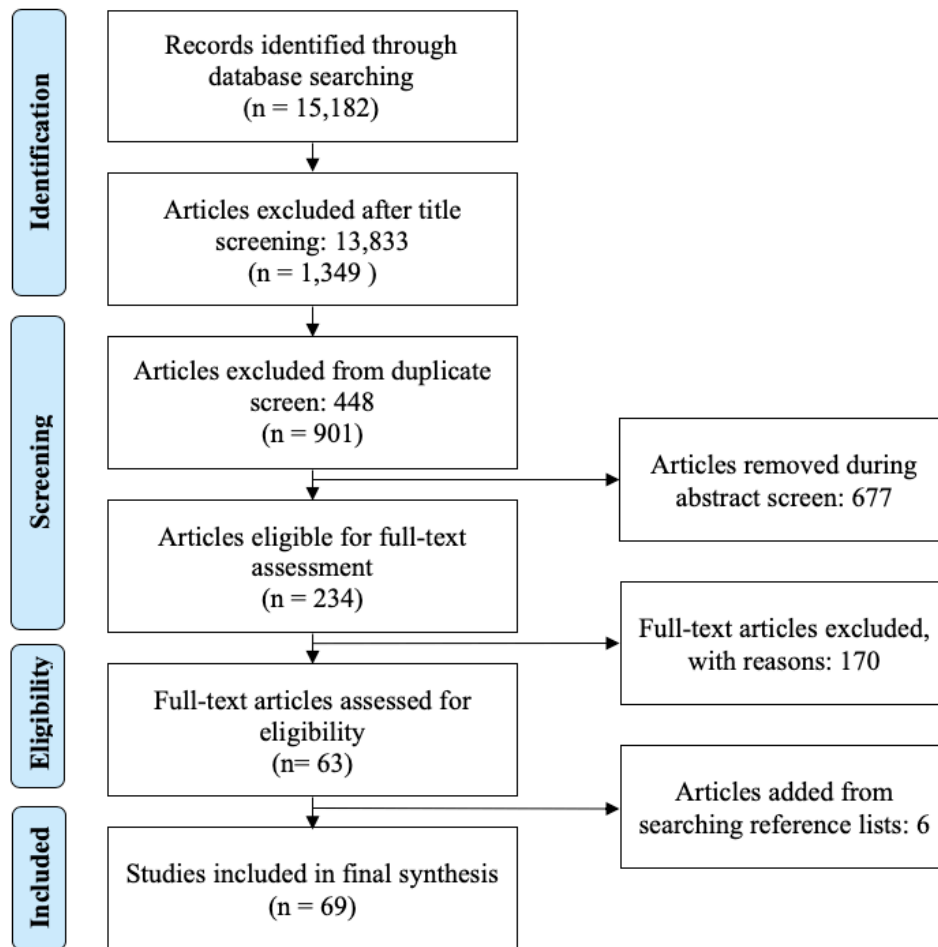 Identification
Records identified through
database searching
(n = 15,182)
Articles excluded after title
screening: 13,833
(n = 1,349 )
Screening
Articles excluded from duplicate
screen: 448
(n = 901)
Articles removed during
abstract screen: 677
Articles eligible for full-text
assessment
(n = 234)
Full-text articles excluded,
with reasons: 170
Eligibility
Full-text articles assessed for
eligibility
(n= 63)
Articles added from
searching reference lists: 6
Included
Studies included in final synthesis
(n = 69)